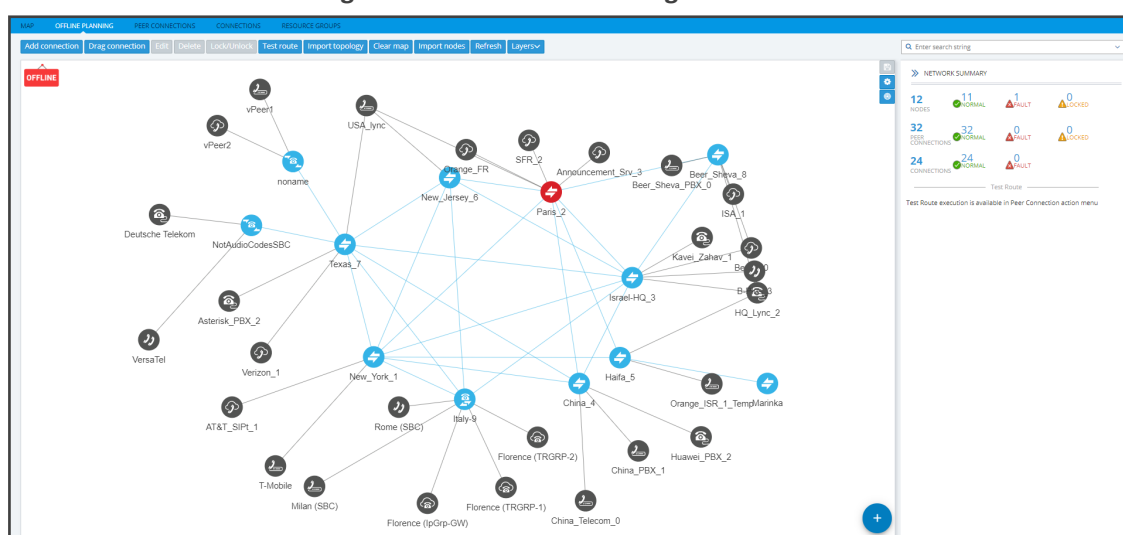 MAP OFFLINE PLANNING PEER CONNECTIONS CONNECTIONS RESOURCE GROUPS
Add connection Drag connection Edit Delete Lock/Unlock Test route Import topology Clear map Import nodes Refresh Layers
Enter search string
OFFLINE
NETWORK SUMMARY
12 NODES 11 NORMAL 1 FAULT 0 LOCKED
32 PEER CONNECTIONS 32 NORMAL 0 FAULT 0 LOCKED
24 CONNECTIONS 24 NORMAL 0 FAULT
Test Route
Test Route execution is available in Peer Connection action menu
vPeer1
USA_lync
vPeer2
SFR_2
Orange_FR
Announcement_Srv_3
Beer_Sheva_8
noname
Beer_Sheva_PBX_0
New_Jersey_6
Paris_2
ISA_1
Deutsche Telekom
NotAudioCodesSBC
Kavei_Zahav_1
Texas_7
Israel-HQ_3
HQ_Lync_2
Asterisk_PBX_2
VersaTel
Verizon_1
New_York_1
Haifa_5
China_4
Orange_ISR_1_Temp
Marinka
AT&T_SIPt_1
Rome (SBC)
Italy-9
Florence (TRGRP-2)
Huawei_PBX_2
China_PBX_1
T-Mobile
Milan (SBC)
Florence (TRGRP-1)
Florence (IpGrp-GW)
China_Telecom_0